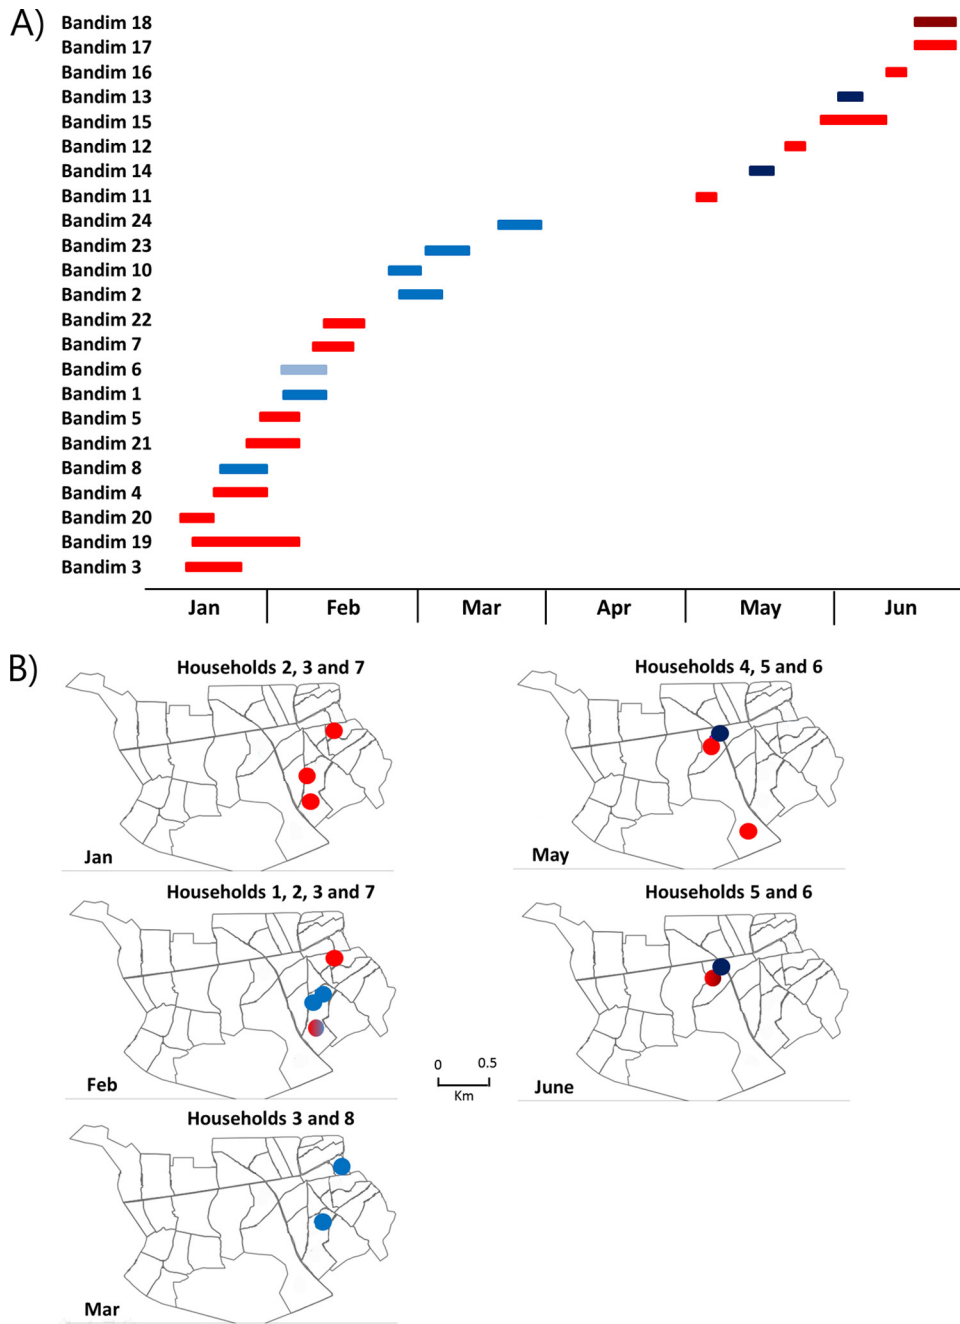 A)
Bandim 18
Bandim 17
Bandim 16
Bandim 13
Bandim 15
Bandim 12
Bandim 14
Bandim 11
Bandim 24
Bandim 23
Bandim 10
Bandim 2
Bandim 22
Bandim 7
Bandim 6
Bandim 1
Bandim 5
Bandim 21
Bandim 8
Bandim 4
Bandim 20
Bandim 19
Bandim 3
Jan Feb Mar Apr May Jun
B)
Households 2, 3 and 7
Jan
Households 4, 5 and 6
May
Households 1, 2, 3 and 7
Feb
0 0.5
Km
Households 5 and 6
June
Households 3 and 8
Mar